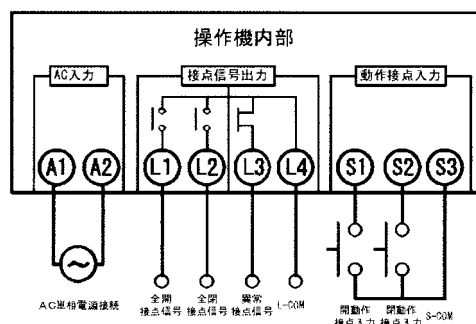 操作機内部
AC入力
接点信号出力
動作接点入力
A1
A2
L1
L2
L3
L4
S1
S2
S3
AC単相電源接続
全開
接点信号
全閉
接点信号
異常
接点信号
L-COM
開動作
接点入力
閉動作
接点入力
S-COM